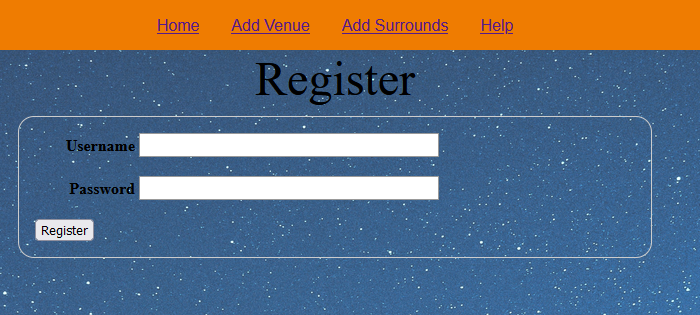 Home Add Venue Add Surrounds Help
Register
Username
Password
Register